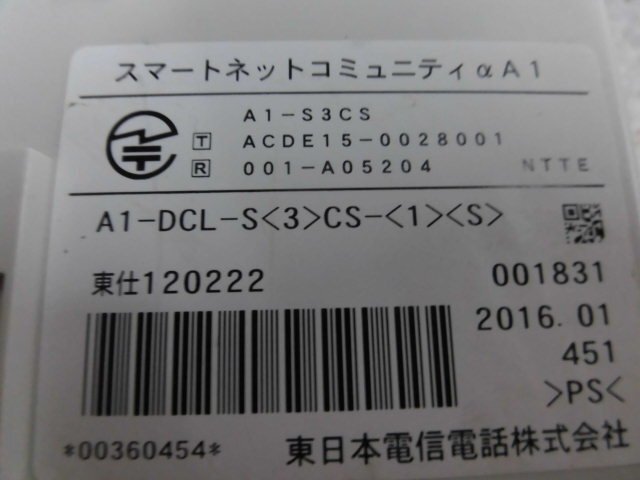 スマートネットコミュニティαA1
A1-S3CS
T ACDE15-0028001
R 001-A05204 NTTE
A1-DCL-S<3>CS-<1><S>
東仕120222 001831
2016.01
451
*00360454* >PS<
東日本電信電話株式会社